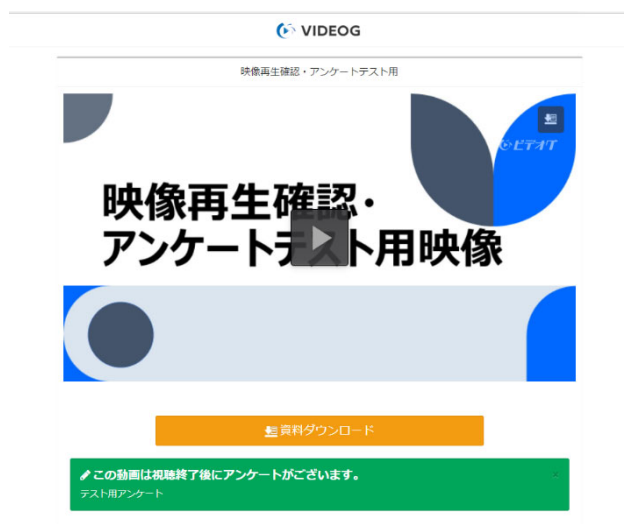 VIDEOG
映像再生確認・アンケートテスト用
ビデオT
映像再生確認・
アンケートテスト用映像
資料ダウンロード
この動画は視聴終了後にアンケートがございます。
テスト用アンケート